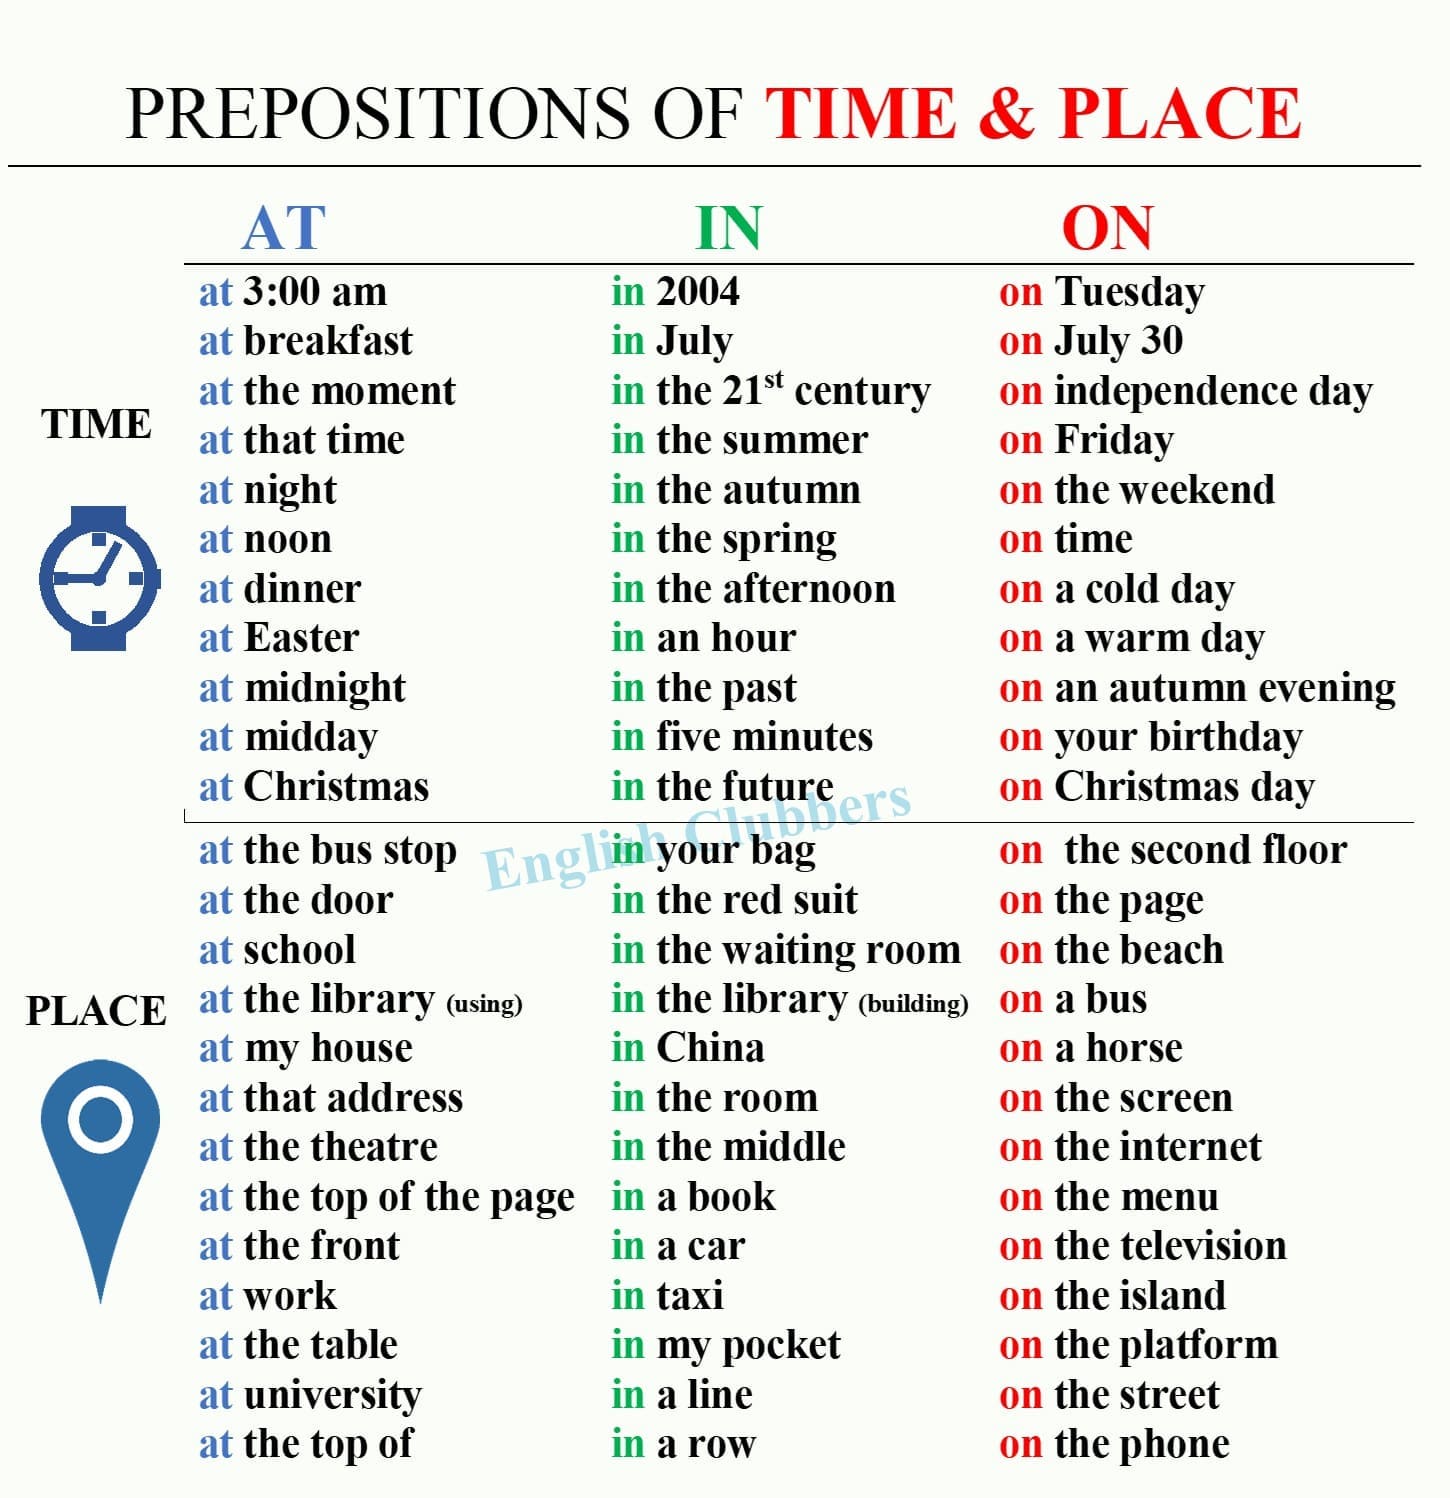 PREPOSITIONS OF TIME & PLACE
AT IN ON
TIME
at 3:00 am in 2004 on Tuesday
at breakfast in July on July 30
at the moment in the 21st century on independence day
at that time in the summer on Friday
at night in the autumn on the weekend
at noon in the spring on time
at dinner in the afternoon on a cold day
at Easter in an hour on a warm day
at midnight in the past on an autumn evening
at midday in five minutes on your birthday
at Christmas in the future on Christmas day
English Clubbers
PLACE
at the bus stop in your bag on the second floor
at the door in the red suit on the page
at school in the waiting room on the beach
at the library (using) in the library (building) on a bus
at my house in China on a horse
at that address in the room on the screen
at the theatre in the middle on the internet
at the top of the page in a book on the menu
at the front in a car on the television
at work in taxi on the island
at the table in my pocket on the platform
at university in a line on the street
at the top of in a row on the phone